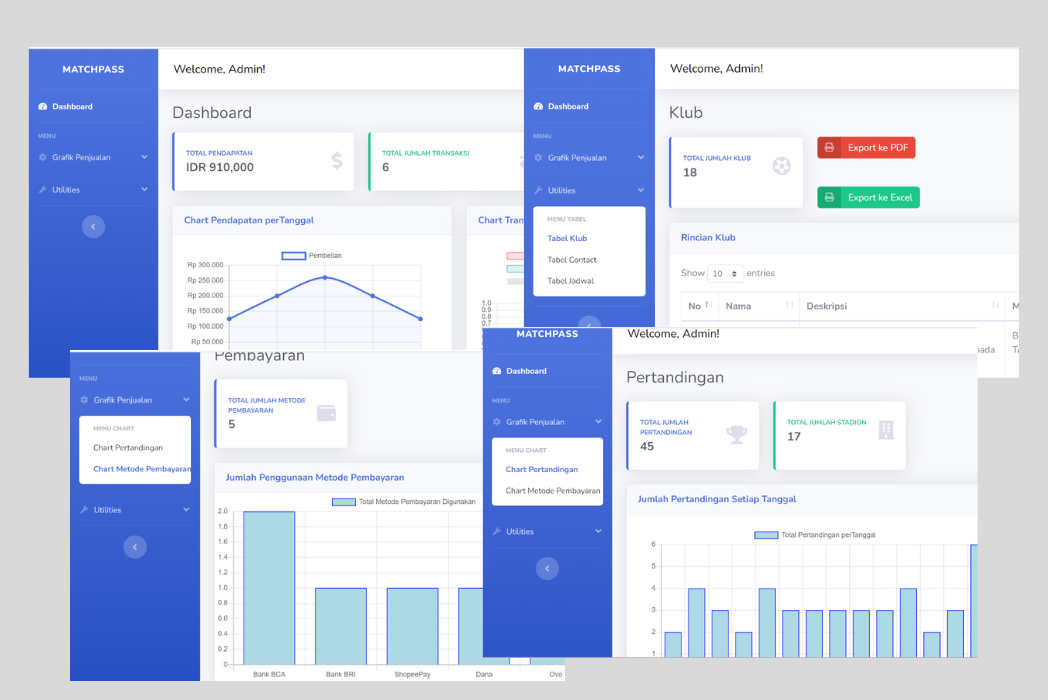 MATCHPASS
Welcome, Admin!
Dashboard
MENU
Grafik Penjualan
Utilities
Dashboard
TOTAL PENDAPATAN
IDR 910,000
TOTAL JUMLAH TRANSAKSI
6
Chart Pendapatan perTanggal
Pembelian
Rp 300.000
Rp 250.000
Rp 200.000
Rp 150.000
Rp 100.000
Rp 50.000
Chart Tran
1.0
0.9
0.8
0.7
MATCHPASS
Welcome, Admin!
Dashboard
MENU
Grafik Penjualan
Utilities
MENU TABEL
Tabel Klub
Tabel Contact
Tabel Jadwal
Klub
TOTAL JUMLAH KLUB
18
Export ke PDF
Export ke Excel
Rincian Klub
Show 10 entries
No Nama Deskripsi M
Pembayaran
MENU
Grafik Penjualan
MENU CHART
Chart Pertandingan
Chart Metode Pembayaran
Utilities
TOTAL JUMLAH METODE
PEMBAYARAN
5
Jumlah Penggunaan Metode Pembayaran
Total Metode Pembayaran Digunakan
2.0
1.8
1.6
1.4
1.2
1.0
0.8
0.6
0.4
0.2
0
Bank BCA Bank BRI ShopeePay Dana Ovo
MATCHPASS
Welcome, Admin!
Dashboard
MENU
Grafik Penjualan
MENU CHART
Chart Pertandingan
Chart Metode Pembayaran
Utilities
Pertandingan
TOTAL JUMLAH
PERTANDINGAN
45
TOTAL JUMLAH STADION
17
Jumlah Pertandingan Setiap Tanggal
Total Pertandingan perTanggal
6
5
4
3
2
1